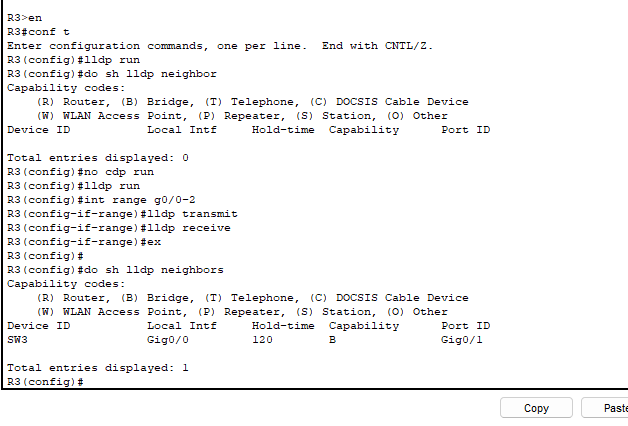 R3>en
R3#conf t
Enter configuration commands, one per line.  End with CNTL/Z.
R3(config)#lldp run
R3(config)#do sh lldp neighbor
Capability codes:
    (R) Router, (B) Bridge, (T) Telephone, (C) DOCSIS Cable Device
    (W) WLAN Access Point, (P) Repeater, (S) Station, (O) Other
Device ID           Local Intf     Hold-time  Capability      Port ID

Total entries displayed: 0
R3(config)#no cdp run
R3(config)#lldp run
R3(config)#int range g0/0-2
R3(config-if-range)#lldp transmit
R3(config-if-range)#lldp receive
R3(config-if-range)#ex
R3(config)#
R3(config)#do sh lldp neighbors
Capability codes:
    (R) Router, (B) Bridge, (T) Telephone, (C) DOCSIS Cable Device
    (W) WLAN Access Point, (P) Repeater, (S) Station, (O) Other
Device ID           Local Intf     Hold-time  Capability      Port ID
SW3                 Gig0/0         120        B               Gig0/1

Total entries displayed: 1
R3(config)#
Copy
Paste